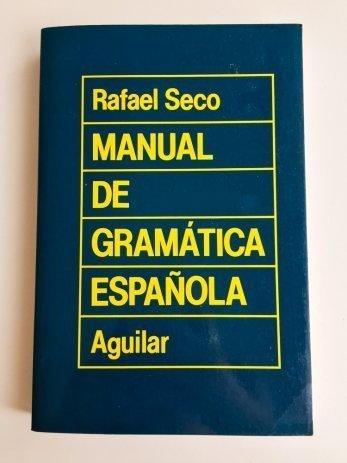 Rafael Seco
MANUAL
DE
GRAMÁTICA
ESPAÑOLA
Aguilar